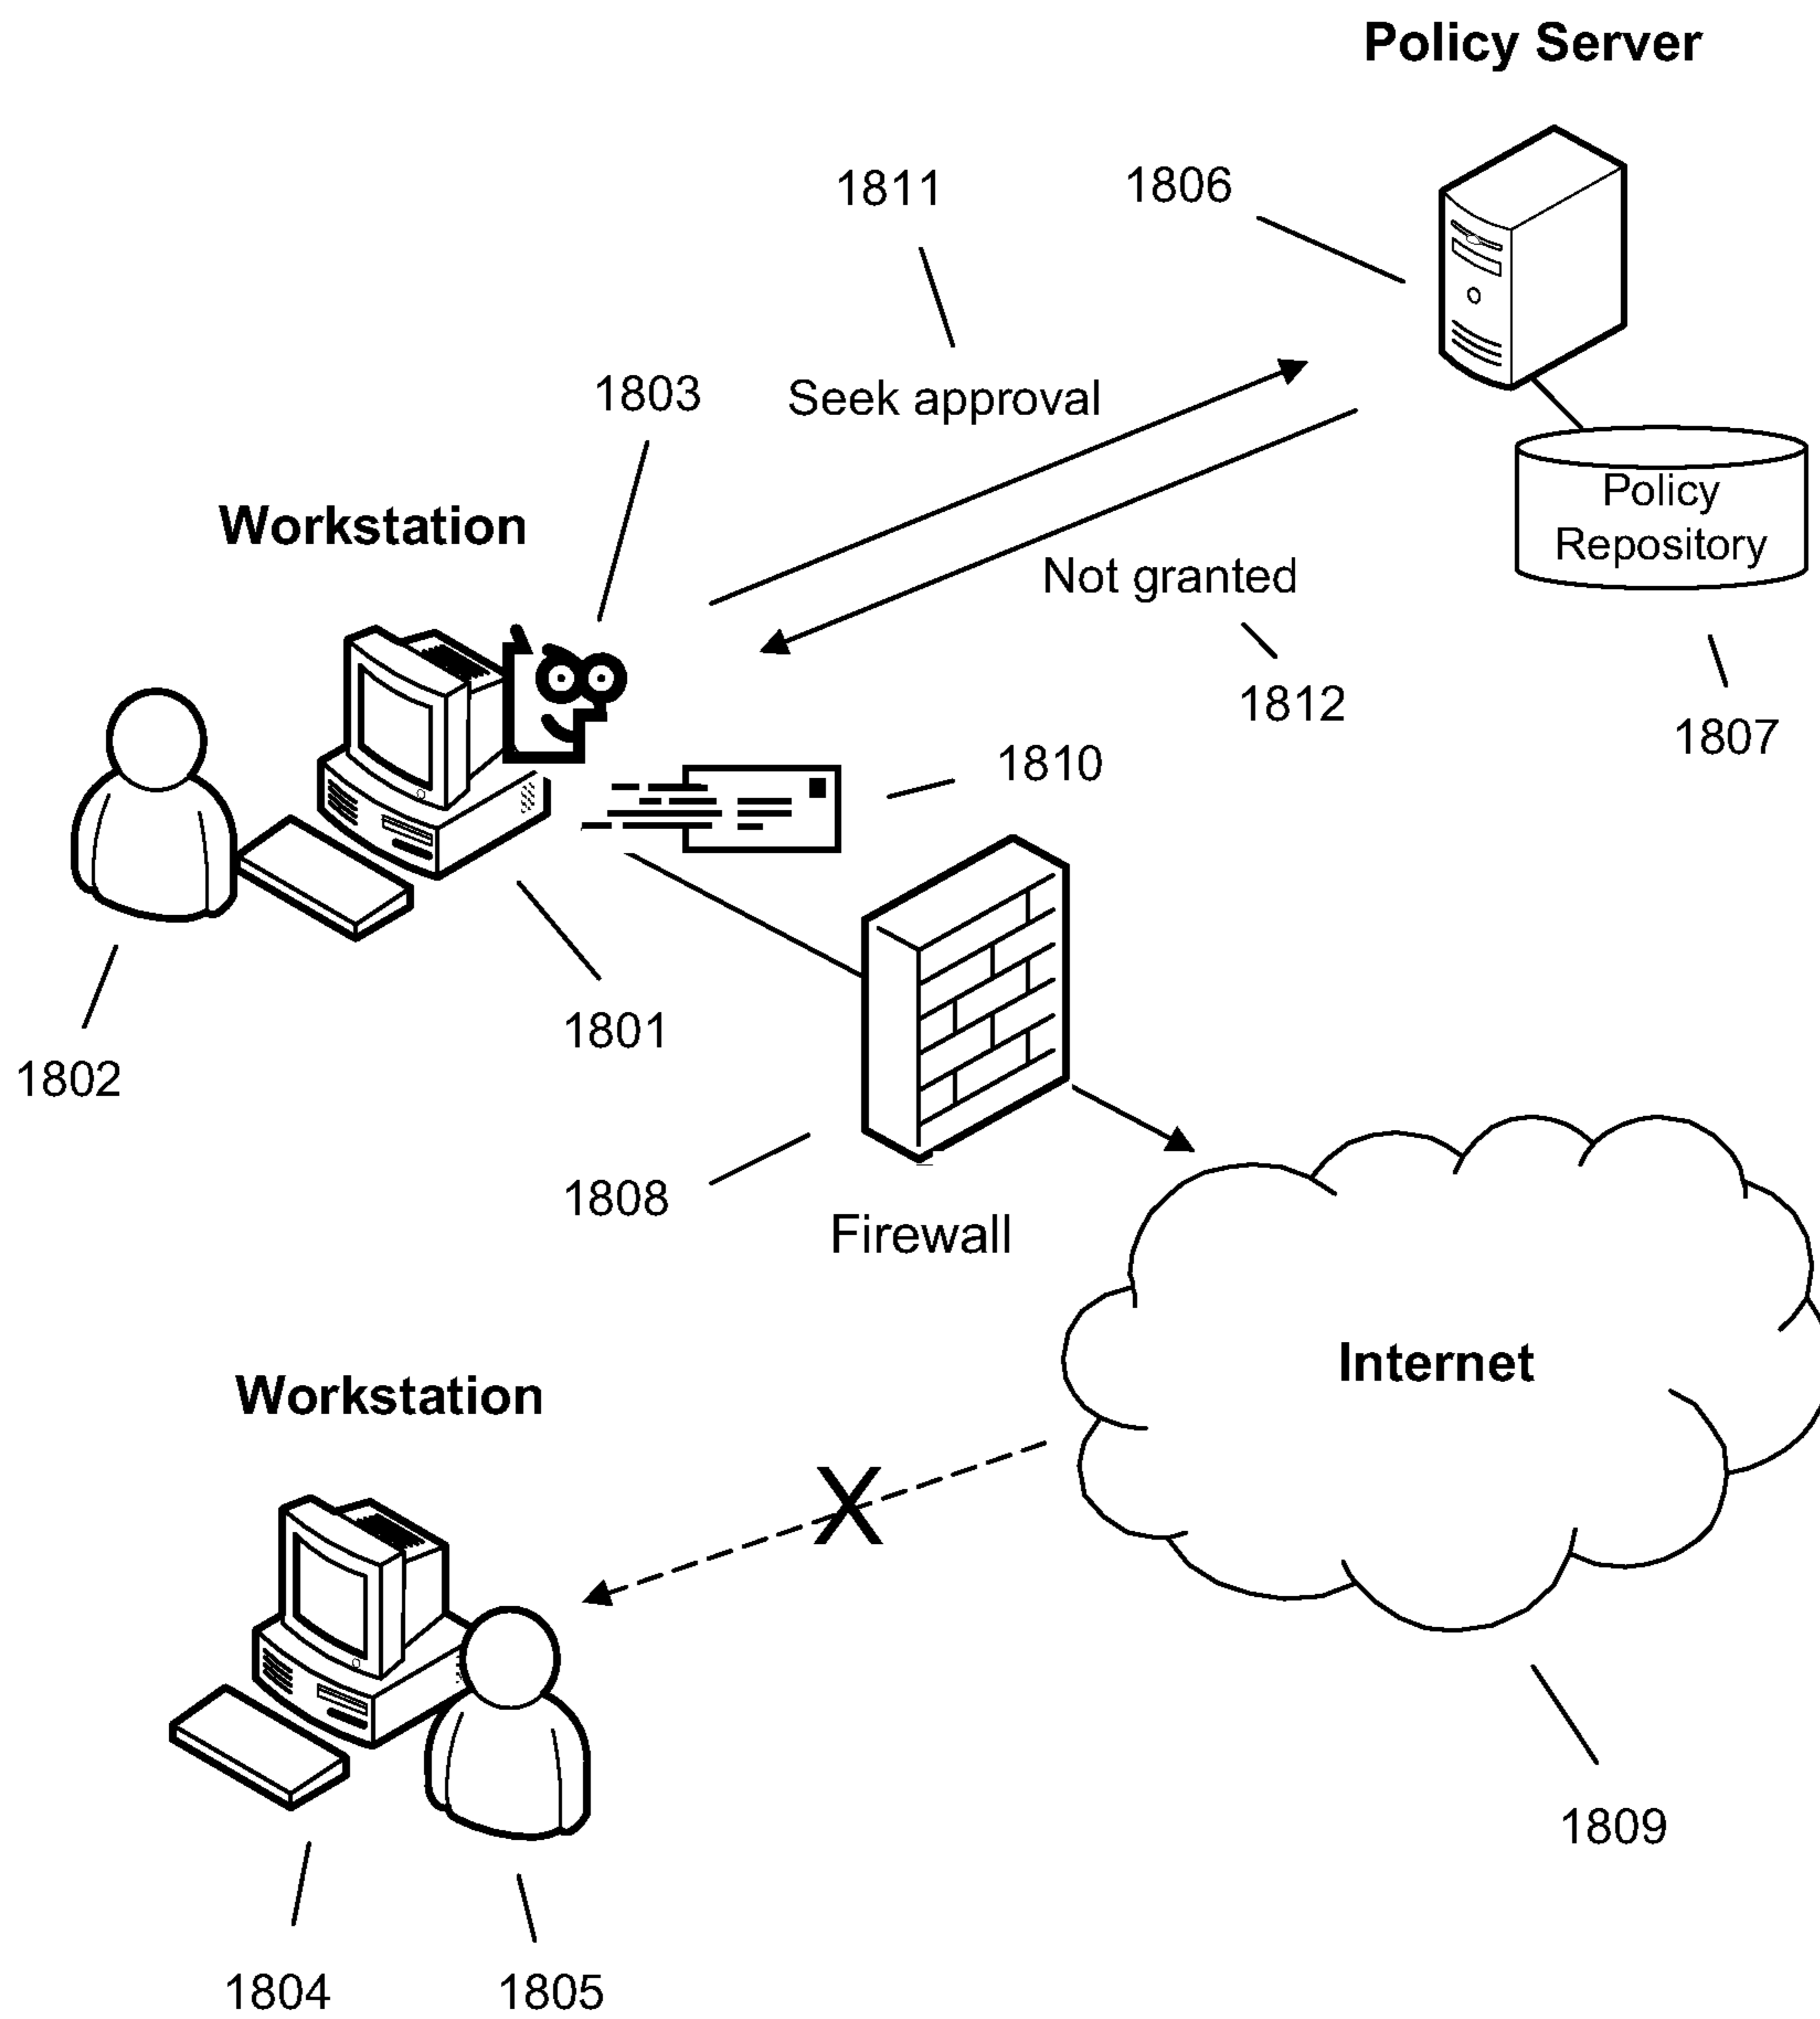 Policy Server
1811
1806
1803
Seek approval
Policy
Repository
Workstation
Not granted
1812
1807
1810
1801
1802
1808
Firewall
Internet
Workstation
X
1809
1804
1805